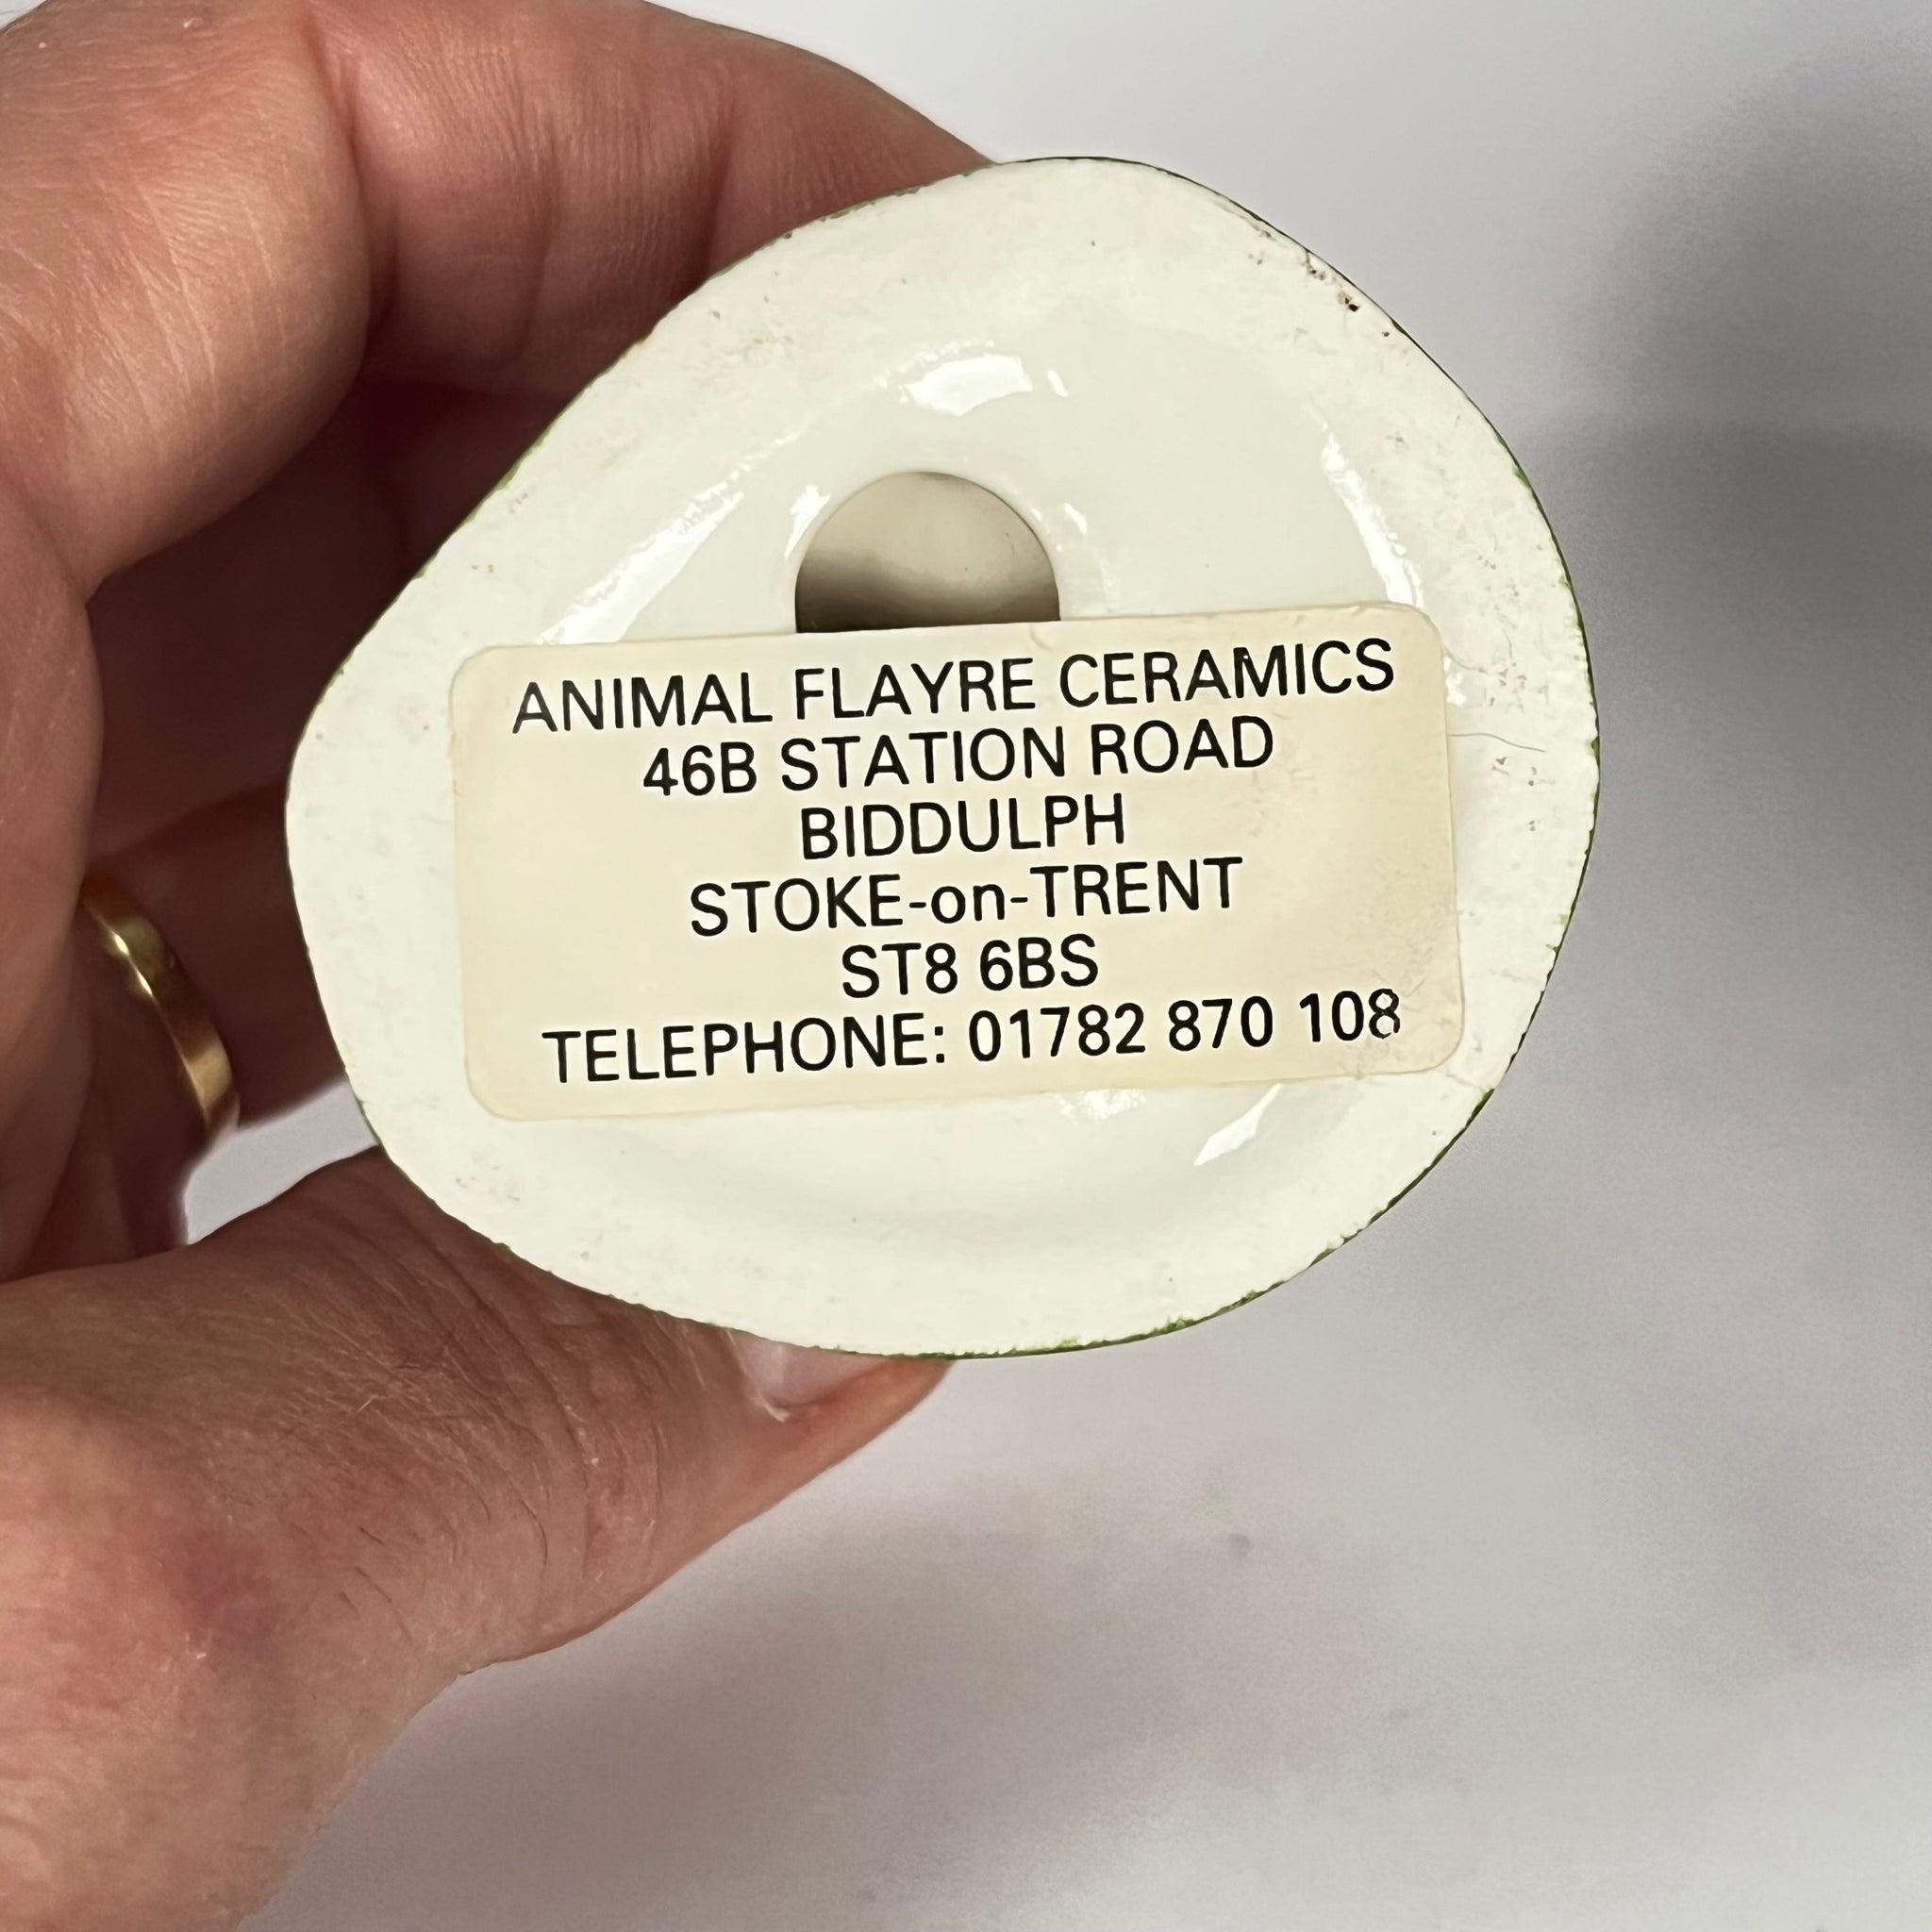 ANIMAL FLAYRE CERAMICS
46B STATION ROAD
BIDDULPH
STOKE-on-TRENT
ST8 6BS
TELEPHONE: 01782 870 108